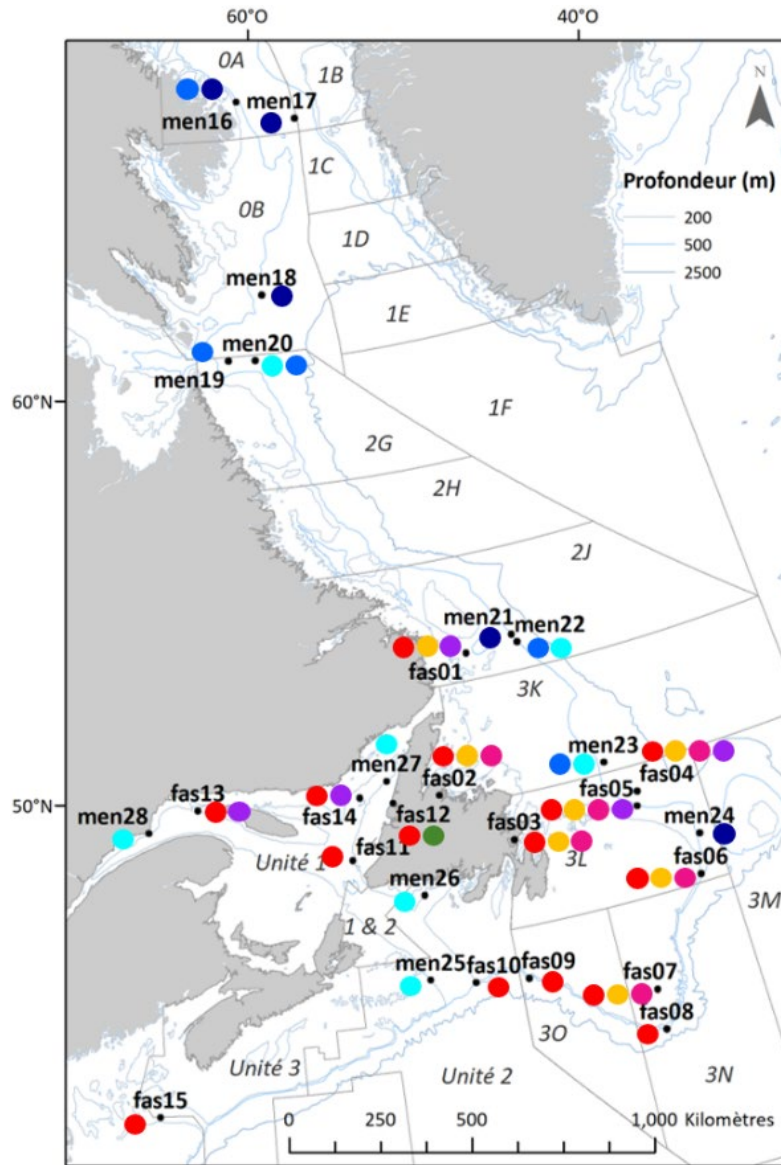 60°O 40°O
0A
1B
N
men17
men16
1C
Profondeur (m)
200
0B
500
1D
2500
men18
1E
men20
men19
60°N
1F
2G
2H
2J
men21
men22
fas01
3K
men23
men27
fas04
fas02
fas05
50°N
fas13
men28
fas14
fas12
fas03
men24
fas11
3L
Unité 1
fas06
men26
3M
1 & 2
men25
fas10
fas09
fas07
fas08
3O
Unité 3
Unité 2
3N
fas15
0 250 500 1,000 Kilomètres